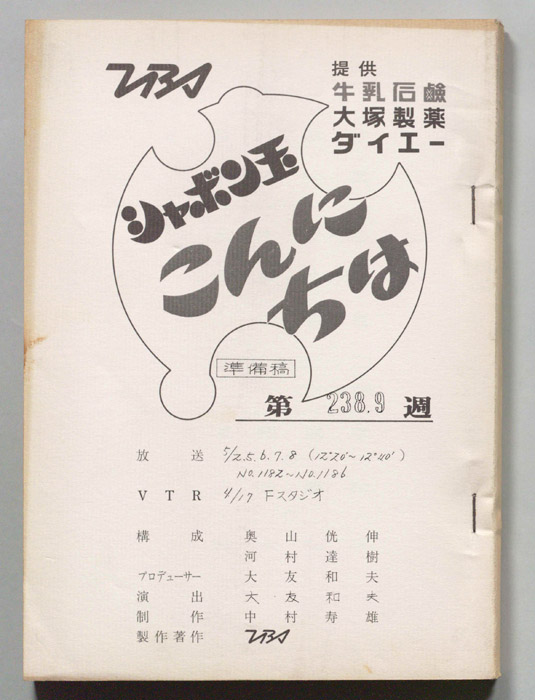 TBS
提供
牛乳石鹸
大塚製薬
ダイエー
シャボン玉
こんにちは
準備稿
第 238.9 週
放送 5/2.5.6.7.8 (12°20'~12°40')
NO.1182~NO.1186
VTR 4/17 Fスタジオ
構成 奥山侊伸
河村達樹
プロデューサー 大友和夫
演出 大友和夫
制作 中村寿雄
製作著作 TBS